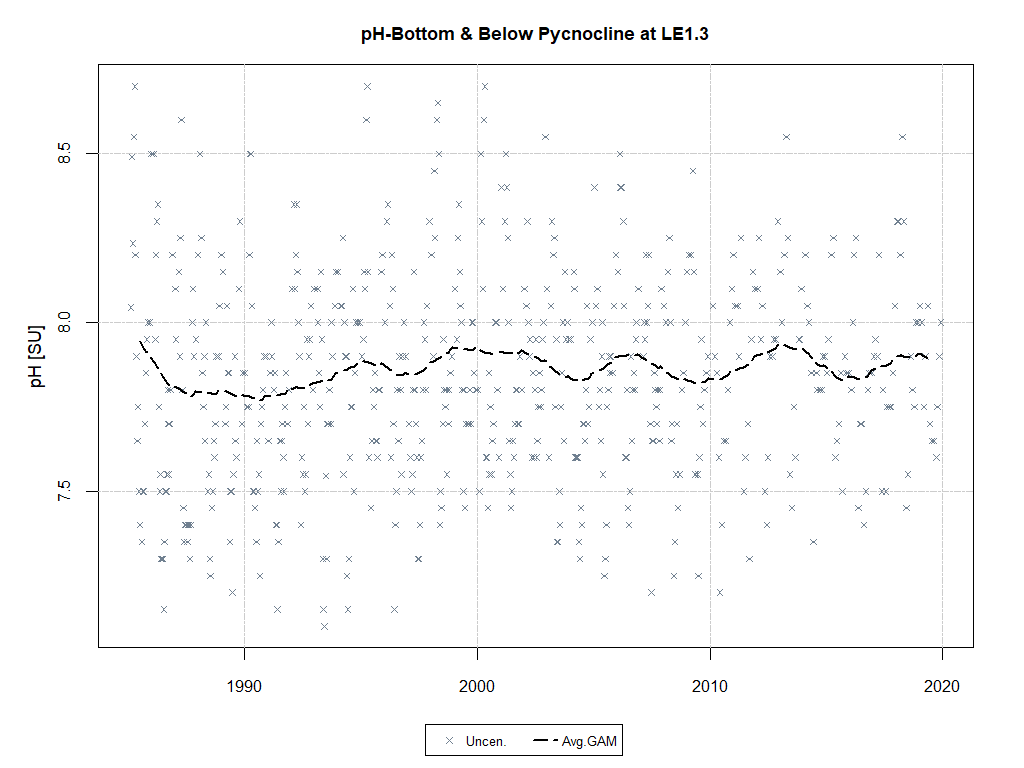 pH-Bottom & Below Pycnocline at LE1.3
pH [SU]
8.5
8.0
7.5
1990
2000
2010
2020
Uncen.
Avg.GAM